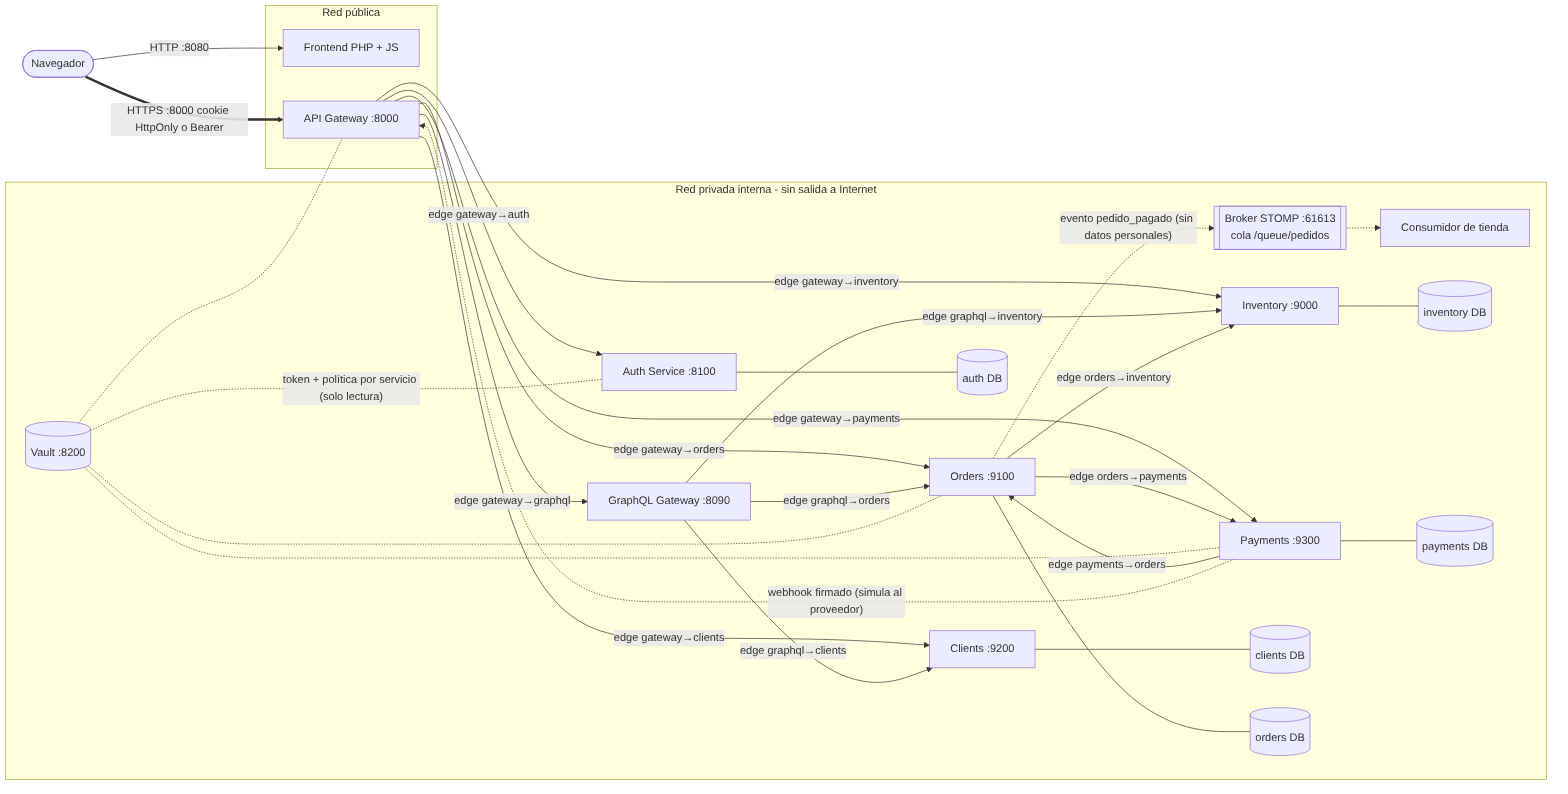 Red pública
Frontend PHP + JS
HTTP :8080
Navegador
HTTPS :8000 cookie
HttpOnly o Bearer
API Gateway :8000
Red privada interna - sin salida a Internet
edge gateway→auth
evento pedido_pagado (sin
datos personales)
Broker STOMP :61613
cola /queue/pedidos
Consumidor de tienda
edge gateway→inventory
Inventory :9000
inventory DB
edge graphql→inventory
Auth Service :8100
auth DB
edge orders→inventory
token + política por servicio
(solo lectura)
edge gateway→payments
Vault :8200
edge gateway→orders
Orders :9100
edge orders→payments
edge gateway→graphql
GraphQL Gateway :8090
edge graphql→orders
Payments :9300
payments DB
edge payments→orders
webhook firmado (simula al
proveedor)
edge gateway→clients
edge graphql→clients
Clients :9200
clients DB
orders DB